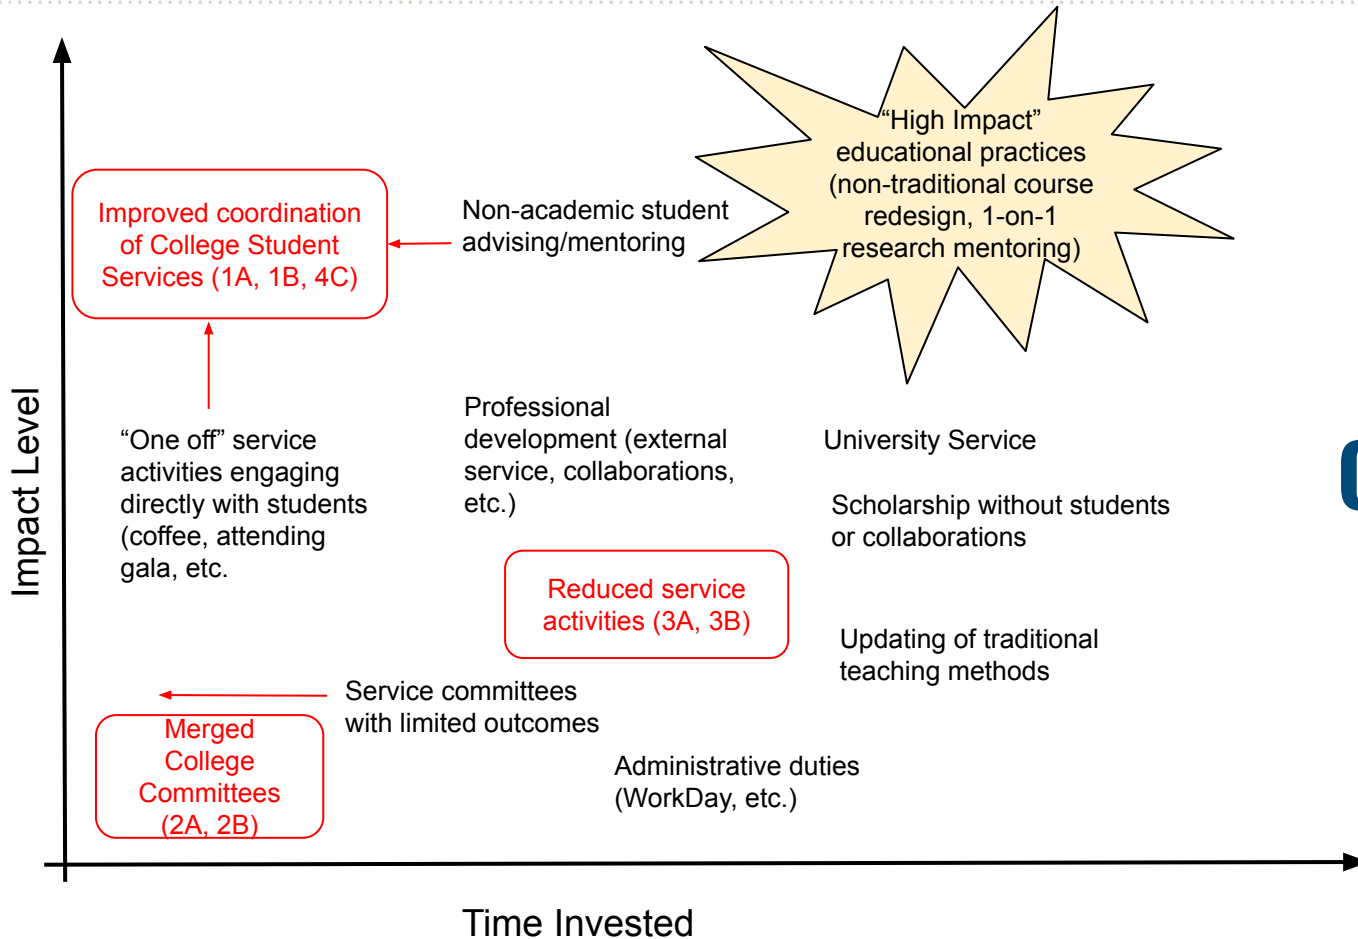 “High Impact”
educational practices
(non-traditional course
redesign, 1-on-1
research mentoring)
Improved coordination
of College Student
Services (1A, 1B, 4C)
Non-academic student
advising/mentoring
Impact Level
“One off” service
activities engaging
directly with students
(coffee, attending
gala, etc.
Professional
development (external
service, collaborations,
etc.)
University Service
Scholarship without students
or collaborations
Reduced service
activities (3A, 3B)
Updating of traditional
teaching methods
Service committees
with limited outcomes
Merged
College
Committees
(2A, 2B)
Administrative duties
(WorkDay, etc.)
Time Invested